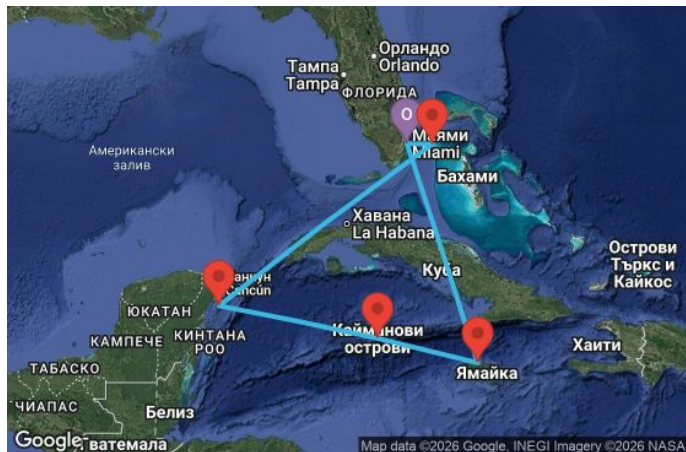 Орландо
Orlando
Тампа
Tampa
ФЛОРИДА
O
Маями
Miami
Американски
залив
Бахами
Хавана
La Habana
Острови
Търкс и
Кайкос
Куба
Cancún
ЮКАТАН
КАМПЕЧЕ
КИНТАНА
РОО
Кайманови
острови
Хаити
Ямайка
ТАБАСКО
ЧИАПАС
Белиз
Google
Гватемала
Map data ©2026 Google, INEGI Imagery ©2026 NASA